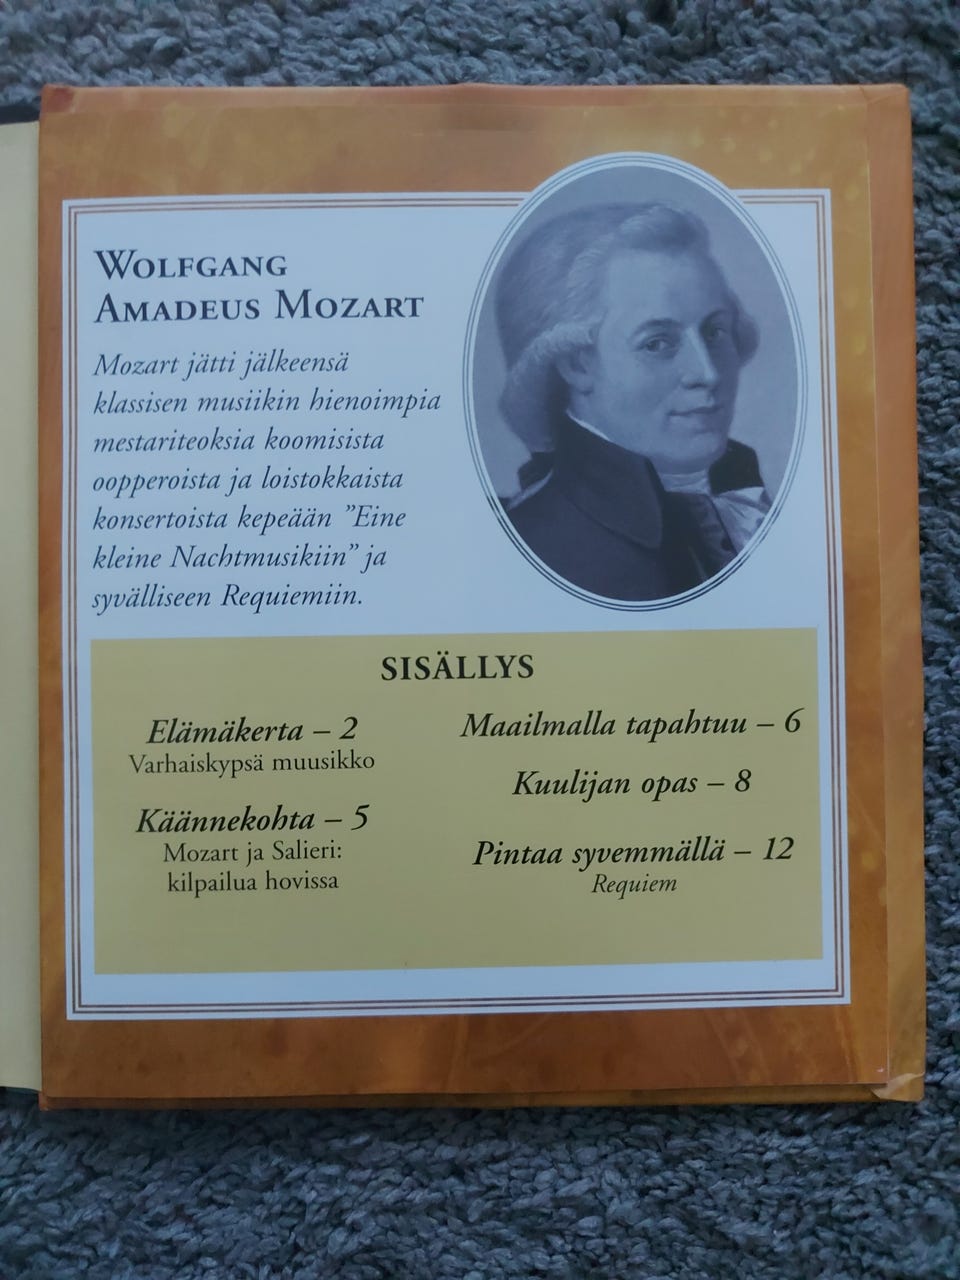 Wolfgang
Amadeus Mozart
Mozart jätti jälkeensä
klassisen musiikin hienoimpia
mestariteoksia koomisista
oopperoista ja loistokkaista
konsertoista kepeään ”Eine
kleine Nachtmusikiin” ja
syvälliseen Requiemiin.
SISÄLLYS
Elämäkerta – 2
Varhaiskypsä muusikko
Käännekohta – 5
Mozart ja Salieri:
kilpailua hovissa
Maailmalla tapahtuu – 6
Kuulijan opas – 8
Pintaa syvemmällä – 12
Requiem